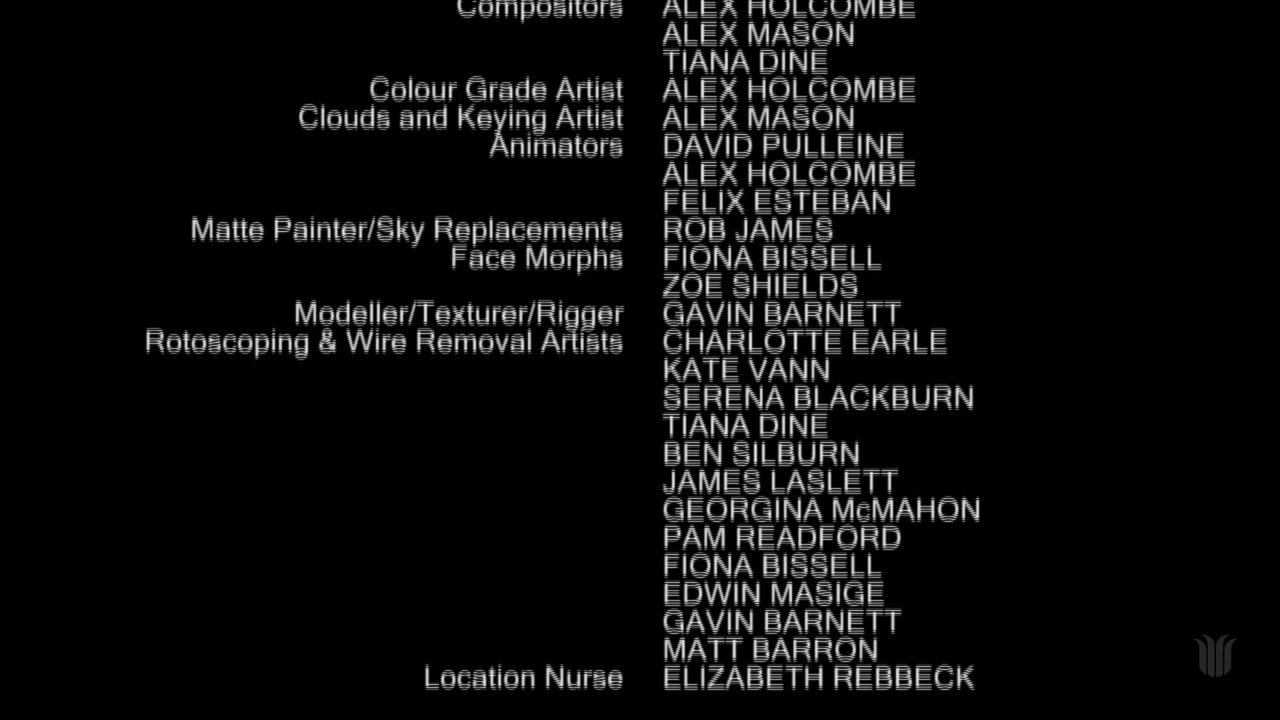 Compositors ALEX HOLCOMBE
ALEX MASON
TIANA DINE
Colour Grade Artist ALEX HOLCOMBE
Clouds and Keying Artist ALEX MASON
Animators DAVID PULLEINE
ALEX HOLCOMBE
FELIX ESTEBAN
Matte Painter/Sky Replacements ROB JAMES
Face Morphs FIONA BISSELL
ZOE SHIELDS
Modeller/Texturer/Rigger GAVIN BARNETT
Rotoscoping & Wire Removal Artists CHARLOTTE EARLE
KATE VANN
SERENA BLACKBURN
TIANA DINE
BEN SILBURN
JAMES LASLETT
GEORGINA McMAHON
PAM READFORD
FIONA BISSELL
EDWIN MASIGE
GAVIN BARNETT
MATT BARRON
Location Nurse ELIZABETH REBBECK